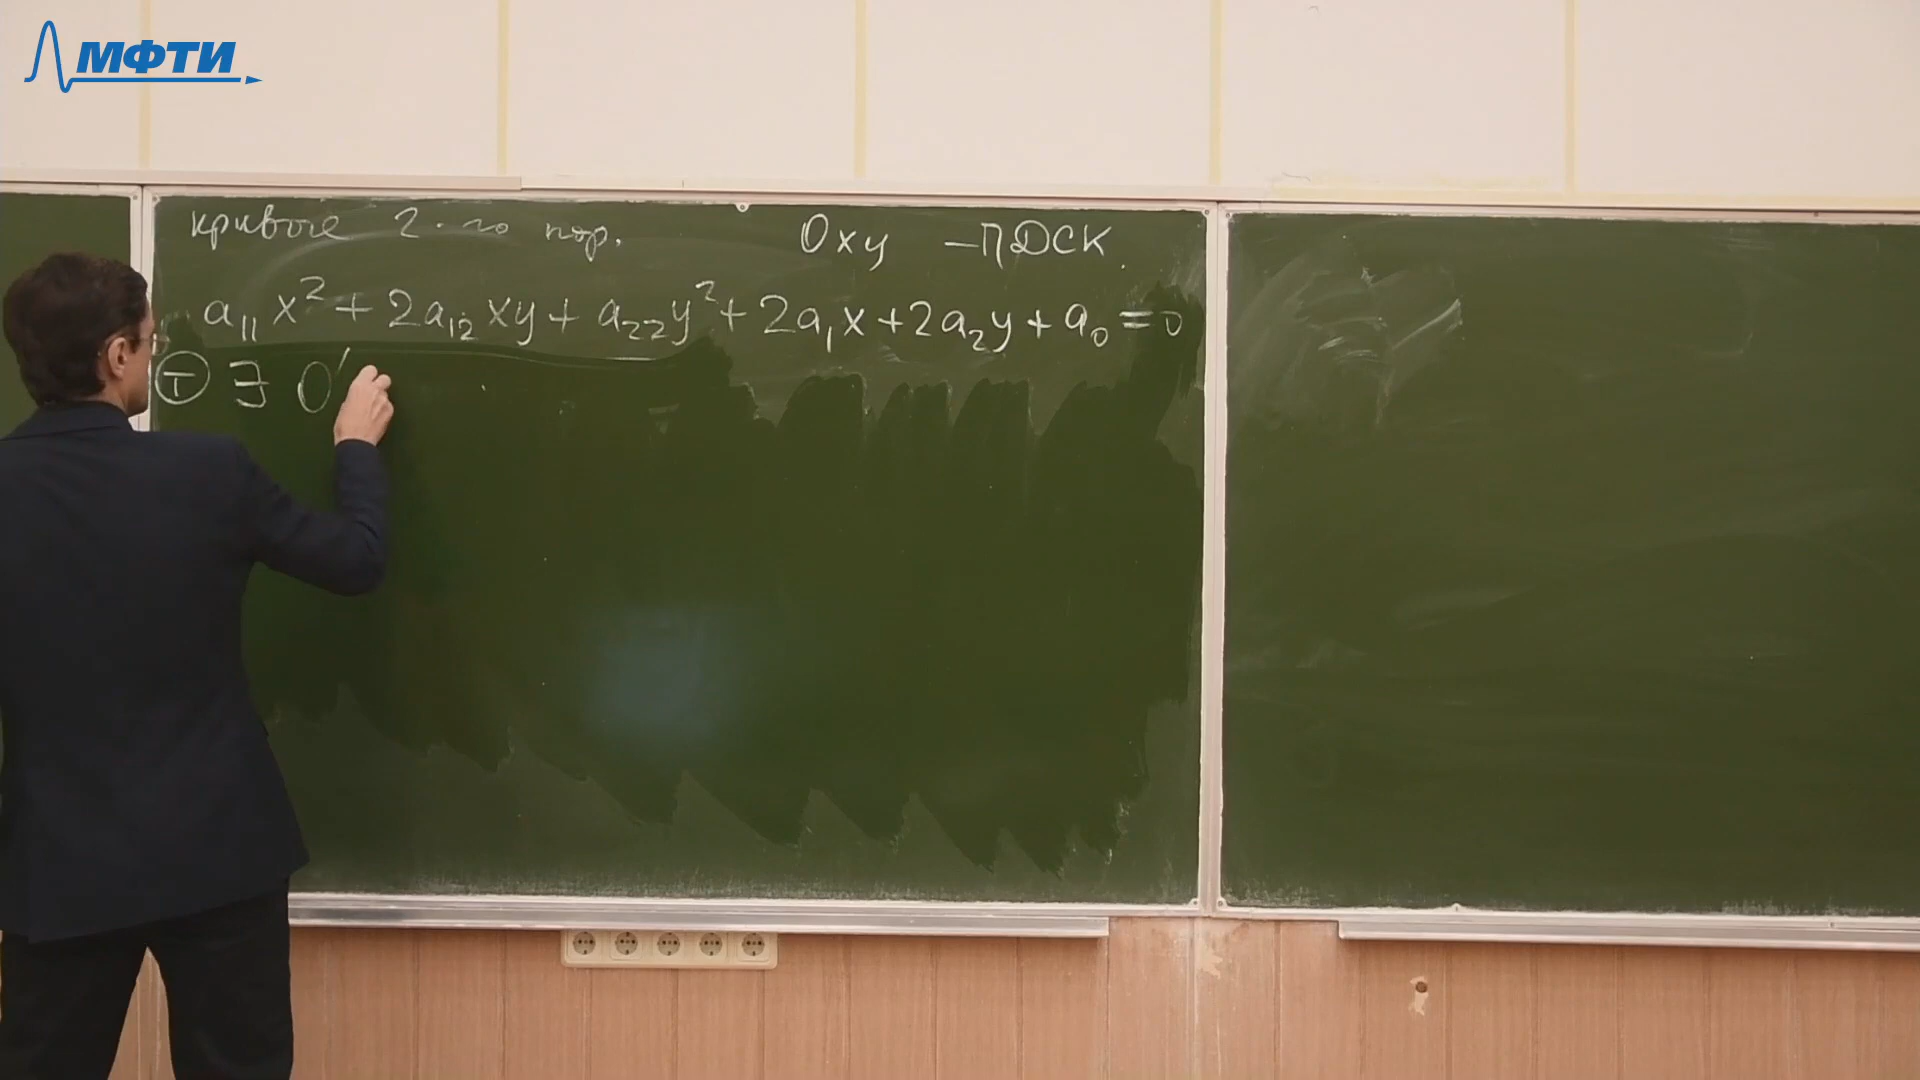 МФТИ
кривые 2-го пор. Oxy – ПДСК.
a₁₁x² + 2a₁₂xy + a₂₂y² + 2a₁x + 2a₂y + a₀ = 0
Ⓣ ∃ O'